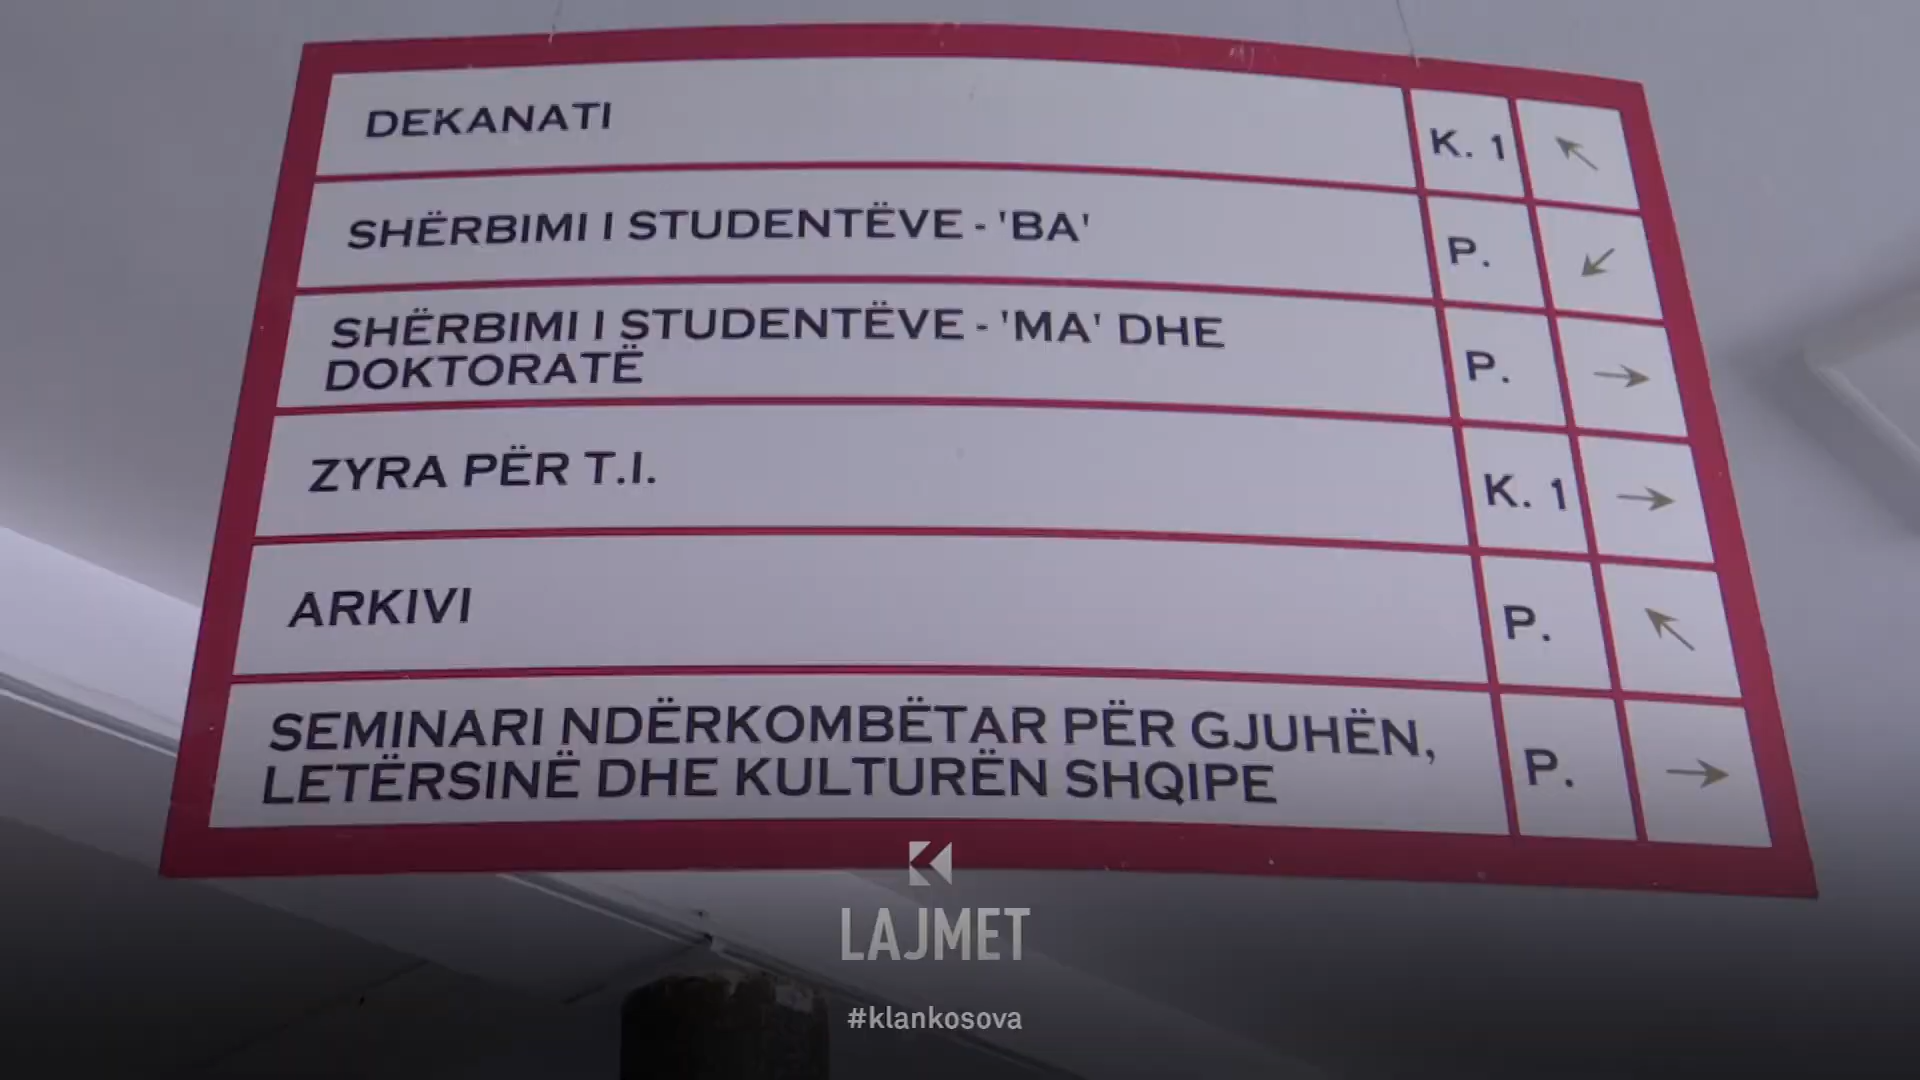 DEKANATI K. 1
SHËRBIMI I STUDENTËVE - 'BA' P.
SHËRBIMI I STUDENTËVE - 'MA' DHE
DOKTORATË P.
ZYRA PËR T.I. K. 1
ARKIVI P.
SEMINARI NDËRKOMBËTAR PËR GJUHËN,
LETËRSINË DHE KULTURËN SHQIPE P.
LAJMET
#klankosova